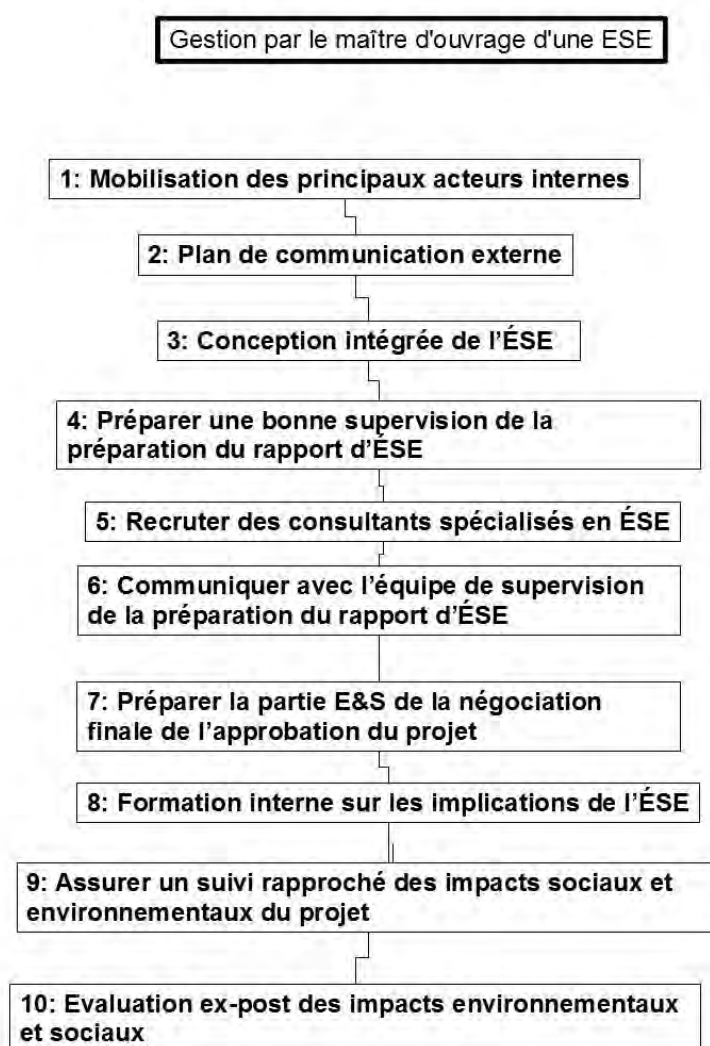 Gestion par le maître d'ouvrage d'une ESE
1: Mobilisation des principaux acteurs internes
2: Plan de communication externe
3: Conception intégrée de l'ÉSE
4: Préparer une bonne supervision de la
préparation du rapport d'ÉSE
5: Recruter des consultants spécialisés en ÉSE
6: Communiquer avec l'équipe de supervision
de la préparation du rapport d'ÉSE
7: Préparer la partie E&S de la négociation
finale de l'approbation du projet
8: Formation interne sur les implications de l'ÉSE
9: Assurer un suivi rapproché des impacts sociaux et
environnementaux du projet
10: Evaluation ex-post des impacts environnementaux
et sociaux